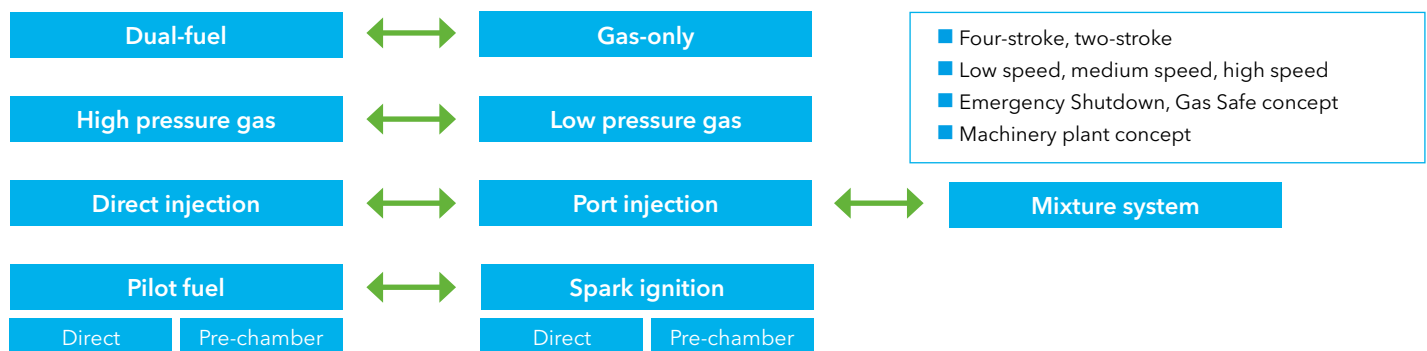 Dual-fuel
Gas-only
Four-stroke, two-stroke
Low speed, medium speed, high speed
Emergency Shutdown, Gas Safe concept
Machinery plant concept
High pressure gas
Low pressure gas
Direct injection
Port injection
Mixture system
Pilot fuel
Spark ignition
Direct
Pre-chamber
Direct
Pre-chamber